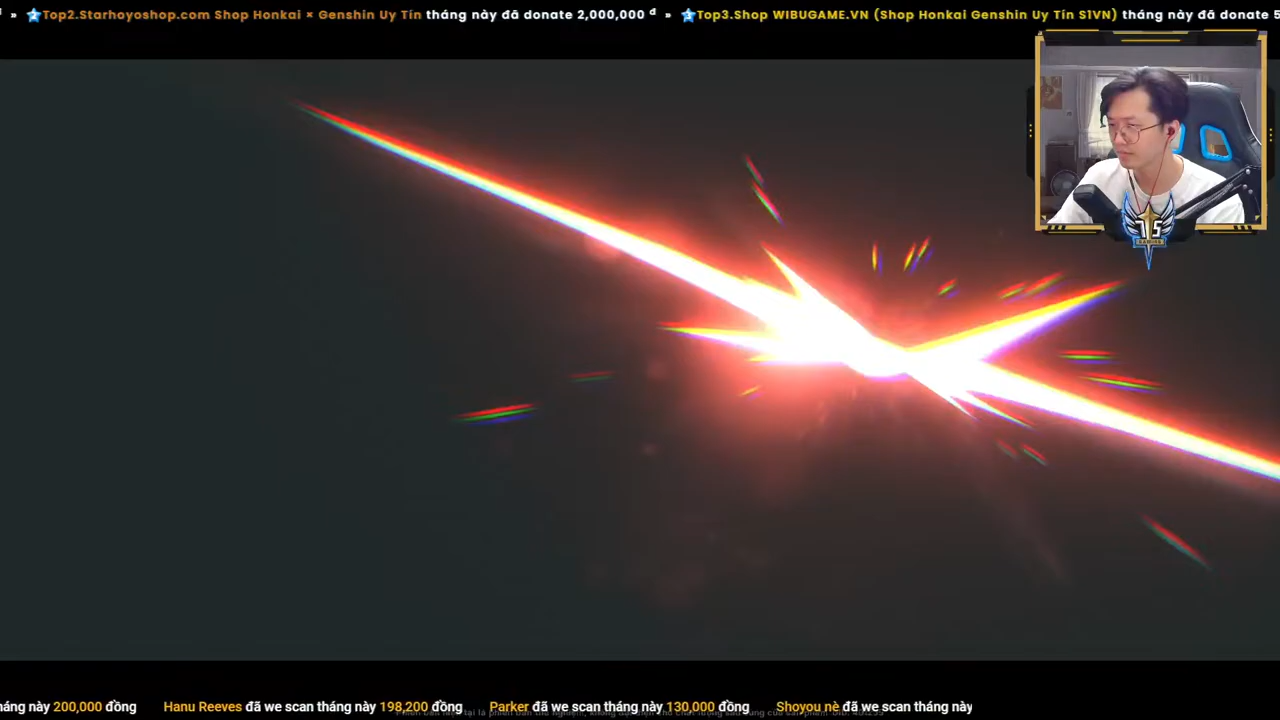 đ » Top2.Starhoyoshop.com Shop Honkai × Genshin Uy Tín tháng này đã donate 2,000,000 đ » Top3.Shop WIBUGAME.VN (Shop Honkai Genshin Uy Tín S1VN) tháng này đã donate 5
75
háng này 200,000 đồng Hanu Reeves đã we scan tháng này 198,200 đồng Parker đã we scan tháng này 130,000 đồng Shoyou nè đã we scan tháng này